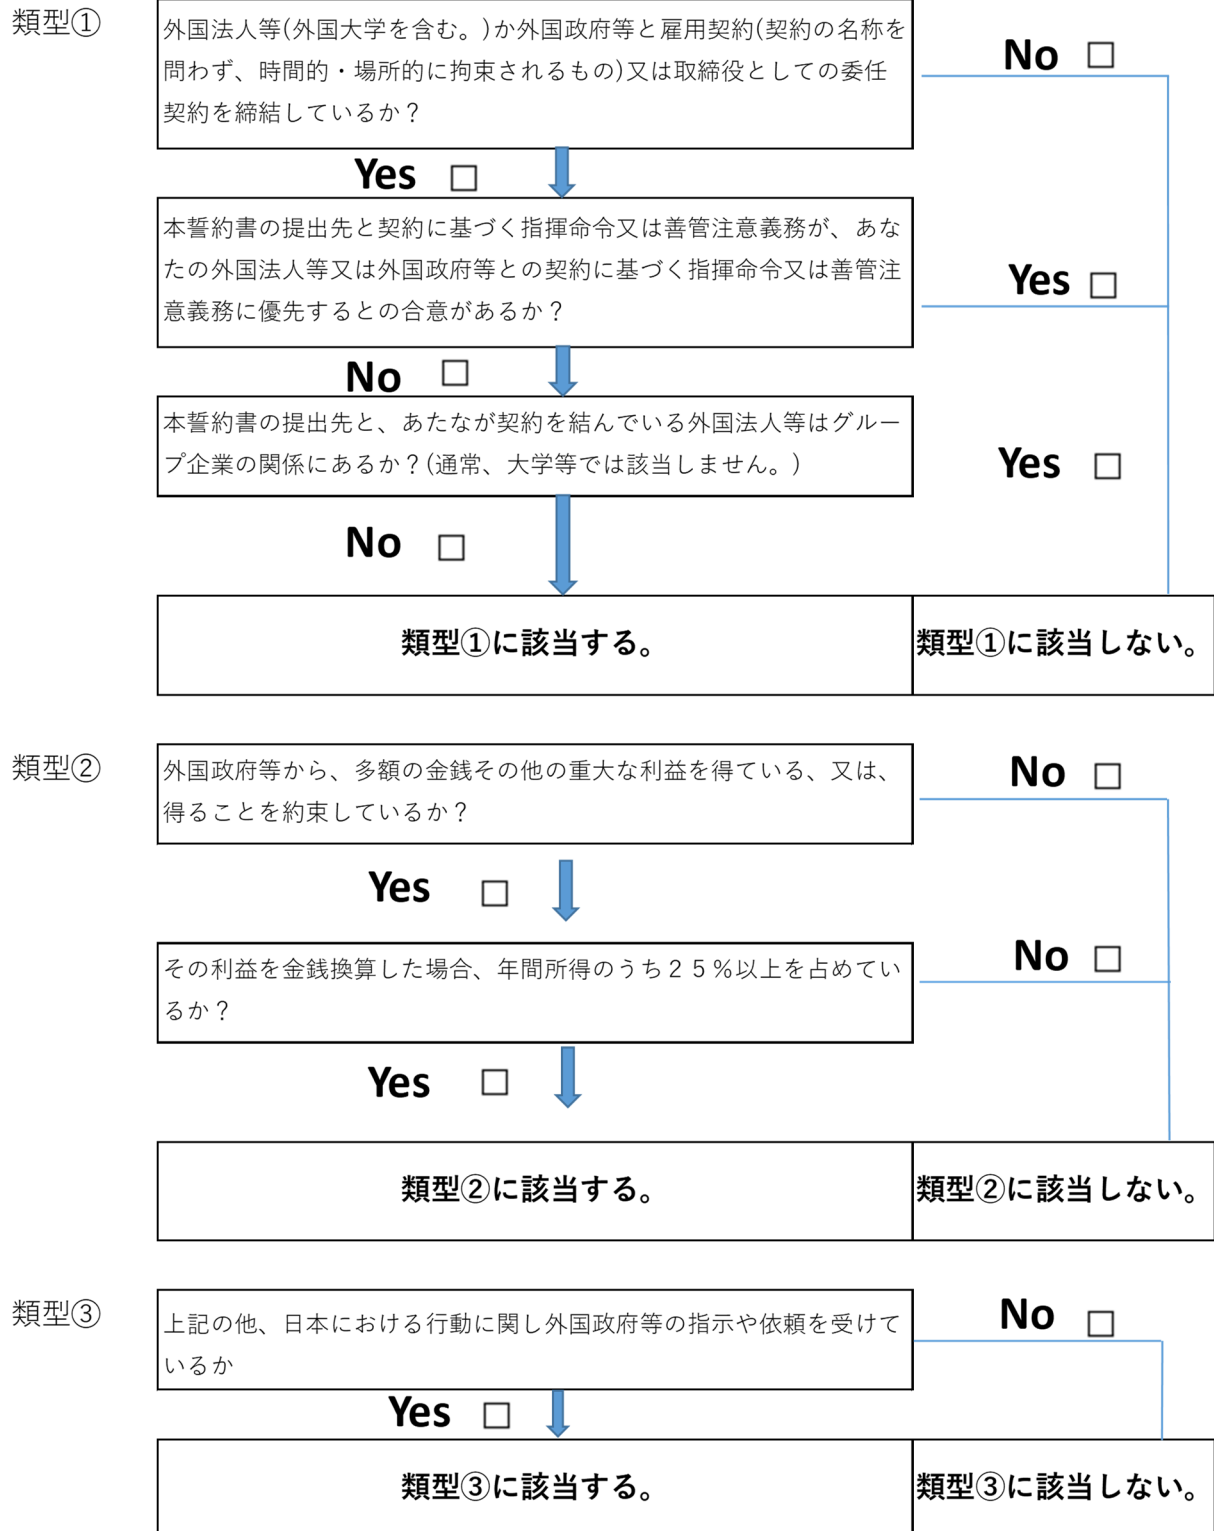 類型①
外国法人等(外国大学を含む。)か外国政府等と雇用契約(契約の名称を
問わず、時間的・場所的に拘束されるもの)又は取締役としての委任
契約を締結しているか？
No □
Yes □
本誓約書の提出先と契約に基づく指揮命令又は善管注意義務が、あな
たの外国法人等又は外国政府等との契約に基づく指揮命令又は善管注
意義務に優先するとの合意があるか？
Yes □
No □
本誓約書の提出先と、あたなが契約を結んでいる外国法人等はグルー
プ企業の関係にあるか？(通常、大学等では該当しません。)
Yes □
No □
類型①に該当する。
類型①に該当しない。
類型②
外国政府等から、多額の金銭その他の重大な利益を得ている、又は、
得ることを約束しているか？
No □
Yes □
その利益を金銭換算した場合、年間所得のうち２５％以上を占めてい
るか？
No □
Yes □
類型②に該当する。
類型②に該当しない。
類型③
上記の他、日本における行動に関し外国政府等の指示や依頼を受けて
いるか
No □
Yes □
類型③に該当する。
類型③に該当しない。